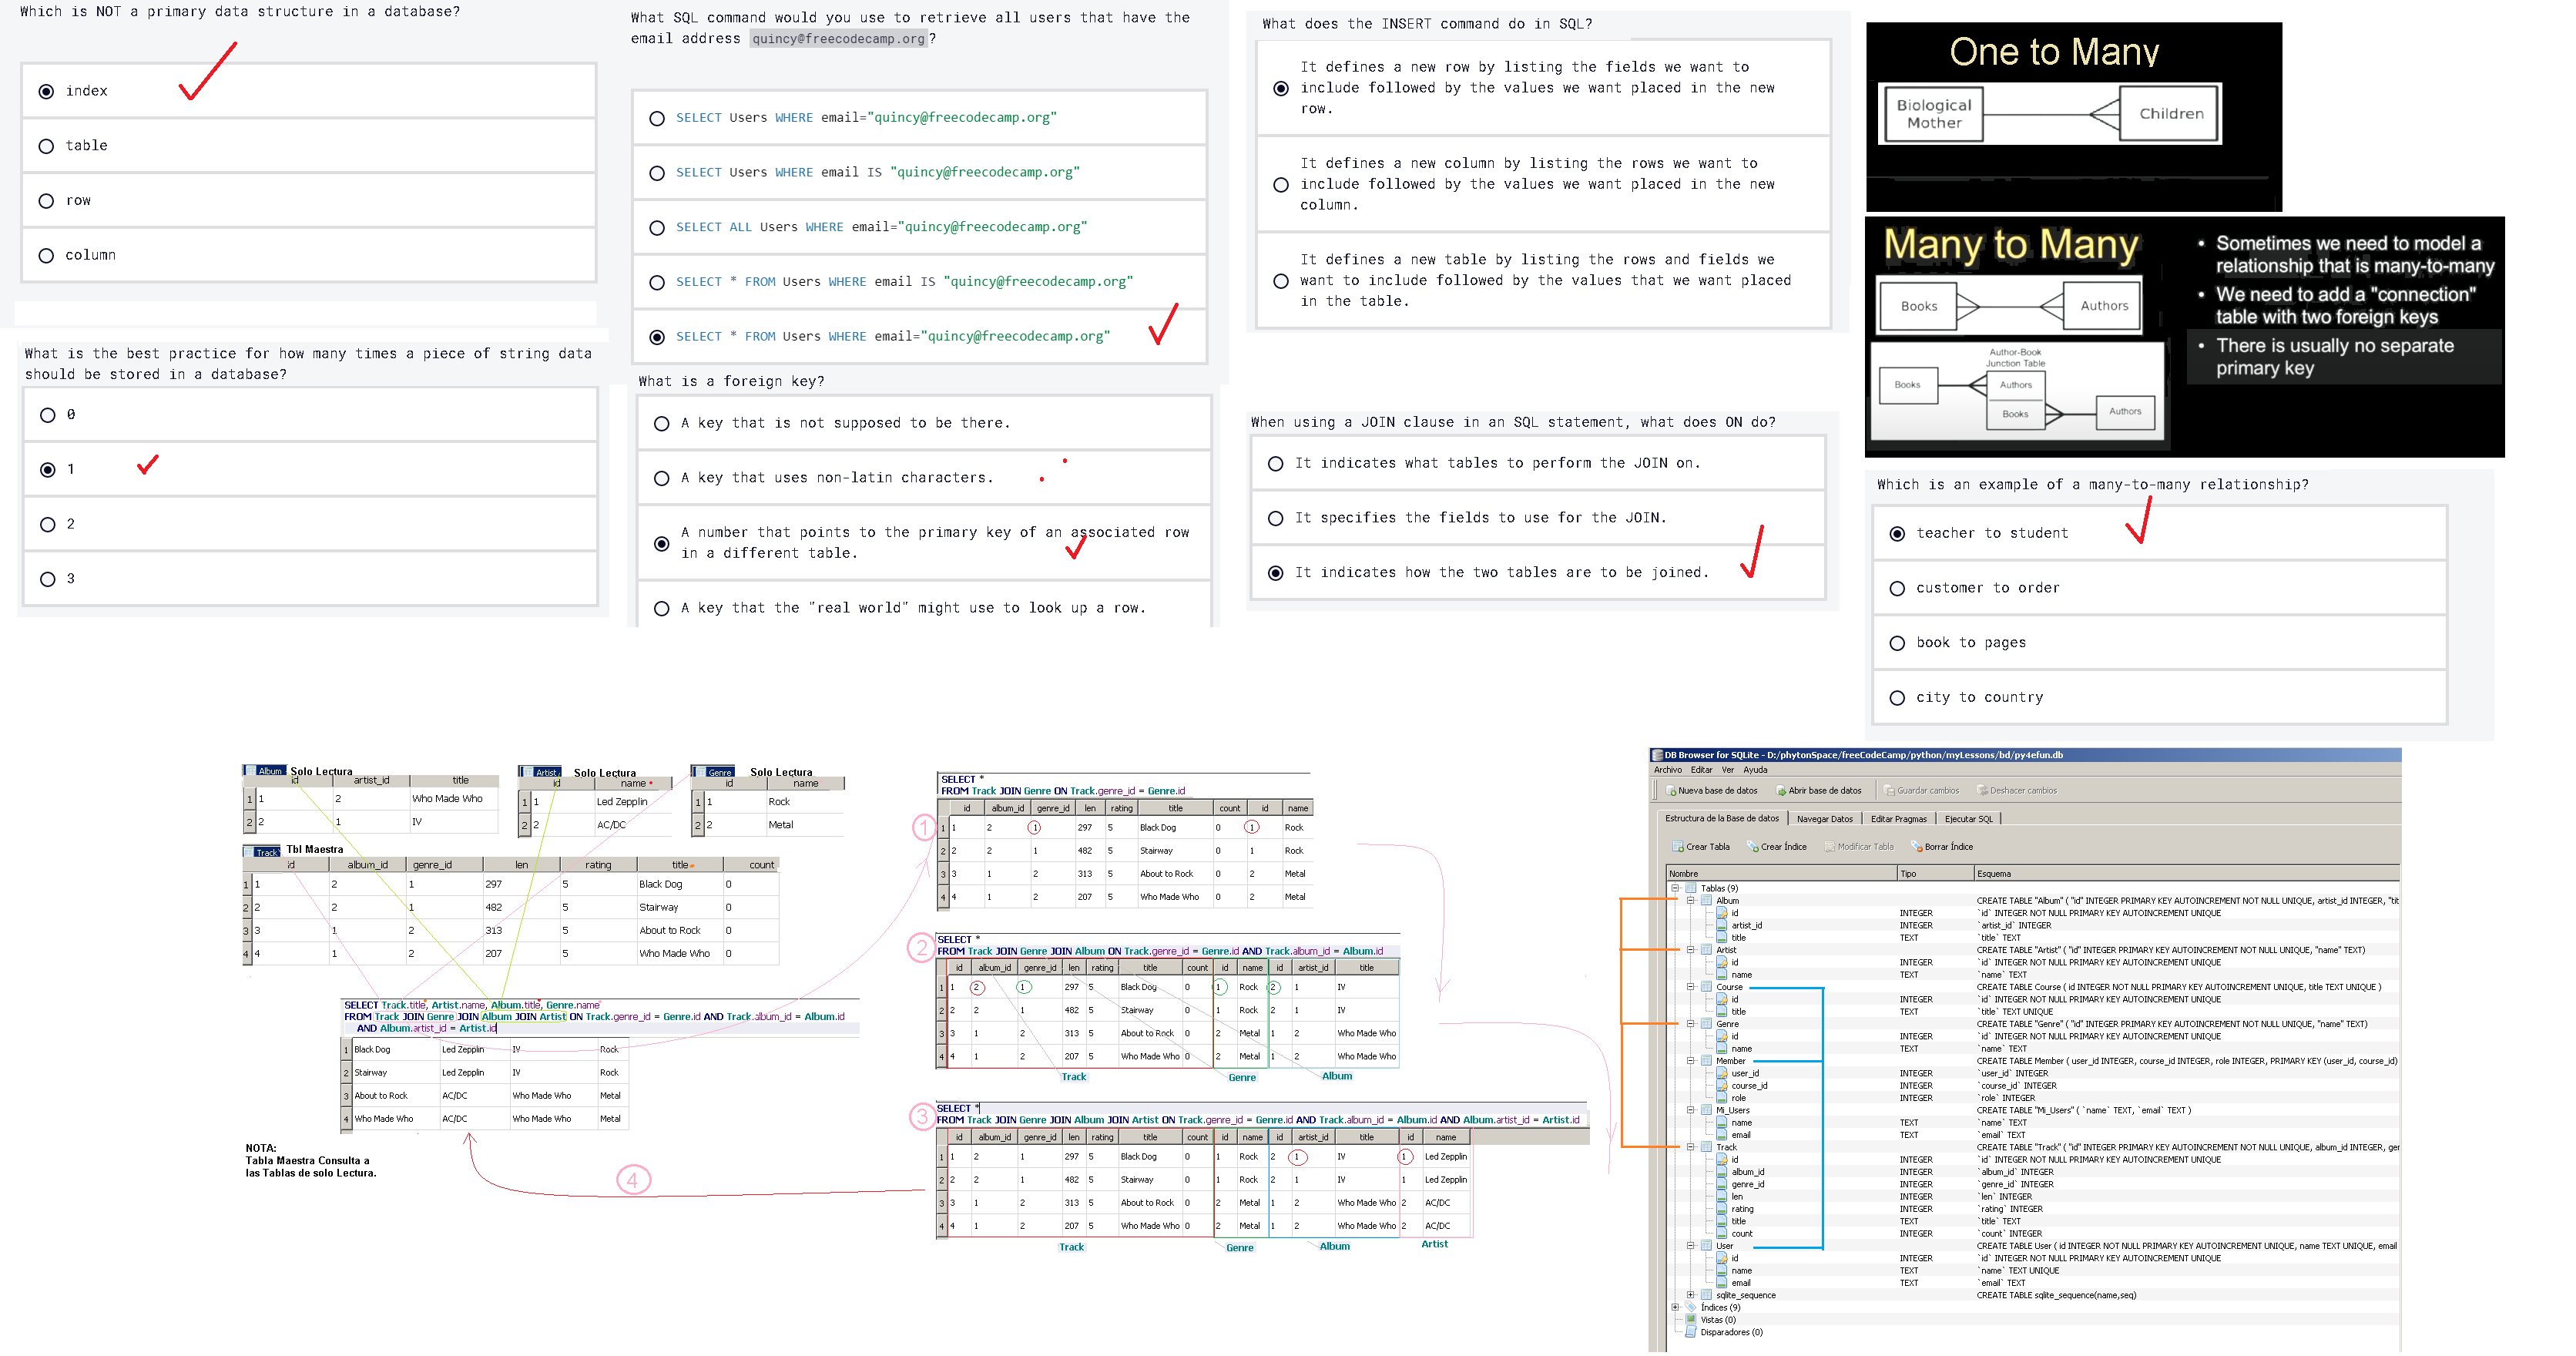 Which is NOT a primary data structure in a database?
index
table
row
column
What is the best practice for how many times a piece of string data
should be stored in a database?
0
1
2
3
What SQL command would you use to retrieve all users that have the
email address quincy@freecodecamp.org?
SELECT Users WHERE email="quincy@freecodecamp.org"
SELECT Users WHERE email IS "quincy@freecodecamp.org"
SELECT ALL Users WHERE email="quincy@freecodecamp.org"
SELECT * FROM Users WHERE email IS "quincy@freecodecamp.org"
SELECT * FROM Users WHERE email="quincy@freecodecamp.org"
What is a foreign key?
A key that is not supposed to be there.
A key that uses non-latin characters.
A number that points to the primary key of an associated row
in a different table.
A key that the "real world" might use to look up a row.
What does the INSERT command do in SQL?
It defines a new row by listing the fields we want to
include followed by the values we want placed in the new
row.
It defines a new column by listing the rows we want to
include followed by the values we want placed in the new
column.
It defines a new table by listing the rows and fields we
want to include followed by the values that we want placed
in the table.
When using a JOIN clause in an SQL statement, what does ON do?
It indicates what tables to perform the JOIN on.
It specifies the fields to use for the JOIN.
It indicates how the two tables are to be joined.
One to Many
Biological
Mother
Children
Many to Many
Books
Authors
Author-Book
Junction Table
Books
Authors
Books
Authors
• Sometimes we need to model a
relationship that is many-to-many
• We need to add a "connection"
table with two foreign keys
• There is usually no separate
primary key
Which is an example of a many-to-many relationship?
teacher to student
customer to order
book to pages
city to country
Album Solo Lectura
id artist_id title
1 1 2 Who Made Who
2 2 1 IV
Artist Solo Lectura
id name
1 1 Led Zepplin
2 2 AC/DC
Genre Solo Lectura
id name
1 1 Rock
2 2 Metal
Track Tbl Maestra
id album_id genre_id len rating title count
1 1 2 1 297 5 Black Dog 0
2 2 2 1 482 5 Stairway 0
3 3 1 2 313 5 About to Rock 0
4 4 1 2 207 5 Who Made Who 0
SELECT Track.title, Artist.name, Album.title, Genre.name
FROM Track JOIN Genre JOIN Album JOIN Artist ON Track.genre_id = Genre.id AND Track.album_id = Album.id
AND Album.artist_id = Artist.id
1 Black Dog Led Zepplin IV Rock
2 Stairway Led Zepplin IV Rock
3 About to Rock AC/DC Who Made Who Metal
4 Who Made Who AC/DC Who Made Who Metal
NOTA:
Tabla Maestra Consulta a
las Tablas de solo Lectura.
4
1
SELECT *
FROM Track JOIN Genre ON Track.genre_id = Genre.id
id album_id genre_id len rating title count id name
1 1 2 1 297 5 Black Dog 0 1 Rock
2 2 2 1 482 5 Stairway 0 1 Rock
3 3 1 2 313 5 About to Rock 0 2 Metal
4 4 1 2 207 5 Who Made Who 0 2 Metal
2
SELECT *
FROM Track JOIN Genre JOIN Album ON Track.genre_id = Genre.id AND Track.album_id = Album.id
id album_id genre_id len rating title count id name id artist_id title
1 1 2 1 297 5 Black Dog 0 1 Rock 2 1 IV
2 2 2 1 482 5 Stairway 0 1 Rock 2 1 IV
3 3 1 2 313 5 About to Rock 0 2 Metal 1 2 Who Made Who
4 4 1 2 207 5 Who Made Who 0 2 Metal 1 2 Who Made Who
Track Genre Album
3
SELECT *
FROM Track JOIN Genre JOIN Album JOIN Artist ON Track.genre_id = Genre.id AND Track.album_id = Album.id AND Album.artist_id = Artist.id
id album_id genre_id len rating title count id name id artist_id title id name
1 1 2 1 297 5 Black Dog 0 1 Rock 2 1 IV 1 Led Zepplin
2 2 2 1 482 5 Stairway 0 1 Rock 2 1 IV 1 Led Zepplin
3 3 1 2 313 5 About to Rock 0 2 Metal 1 2 Who Made Who 2 AC/DC
4 4 1 2 207 5 Who Made Who 0 2 Metal 1 2 Who Made Who 2 AC/DC
Track Genre Album Artist
DB Browser for SQLite - D:/phytonSpace/freeCodeCamp/python/myLessons/bd/py4efun.db
Archivo Editar Ver Ayuda
Nueva base de datos Abrir base de datos Guardar cambios Deshacer cambios
Estructura de la Base de datos Navegar Datos Editar Pragmas Ejecutar SQL
Crear Tabla Crear Índice Modificar Tabla Borrar Índice
Nombre Tipo Esquema
Tablas (9)
Album CREATE TABLE "Album" ( "id" INTEGER PRIMARY KEY AUTOINCREMENT NOT NULL UNIQUE, artist_id INTEGER, "tit
id INTEGER `id` INTEGER NOT NULL PRIMARY KEY AUTOINCREMENT UNIQUE
artist_id INTEGER `artist_id` INTEGER
title TEXT `title` TEXT
Artist CREATE TABLE "Artist" ( "id" INTEGER PRIMARY KEY AUTOINCREMENT NOT NULL UNIQUE, "name" TEXT)
id INTEGER `id` INTEGER NOT NULL PRIMARY KEY AUTOINCREMENT UNIQUE
name TEXT `name` TEXT
Course CREATE TABLE Course ( id INTEGER NOT NULL PRIMARY KEY AUTOINCREMENT UNIQUE, title TEXT UNIQUE )
id INTEGER `id` INTEGER NOT NULL PRIMARY KEY AUTOINCREMENT UNIQUE
title TEXT `title` TEXT UNIQUE
Genre CREATE TABLE "Genre" ( "id" INTEGER PRIMARY KEY AUTOINCREMENT NOT NULL UNIQUE, "name" TEXT)
id INTEGER `id` INTEGER NOT NULL PRIMARY KEY AUTOINCREMENT UNIQUE
name TEXT `name` TEXT
Member CREATE TABLE Member ( user_id INTEGER, course_id INTEGER, role INTEGER, PRIMARY KEY (user_id, course_id)
user_id INTEGER `user_id` INTEGER
course_id INTEGER `course_id` INTEGER
role INTEGER `role` INTEGER
Mi_Users CREATE TABLE "Mi_Users" ( `name` TEXT, `email` TEXT )
name TEXT `name` TEXT
email TEXT `email` TEXT
Track CREATE TABLE "Track" ( "id" INTEGER PRIMARY KEY AUTOINCREMENT NOT NULL UNIQUE, album_id INTEGER, ger
id INTEGER `id` INTEGER NOT NULL PRIMARY KEY AUTOINCREMENT UNIQUE
album_id INTEGER `album_id` INTEGER
genre_id INTEGER `genre_id` INTEGER
len INTEGER `len` INTEGER
rating INTEGER `rating` INTEGER
title TEXT `title` TEXT
count INTEGER `count` INTEGER
User CREATE TABLE User ( id INTEGER NOT NULL PRIMARY KEY AUTOINCREMENT UNIQUE, name TEXT UNIQUE, email
id INTEGER `id` INTEGER NOT NULL PRIMARY KEY AUTOINCREMENT UNIQUE
name TEXT `name` TEXT UNIQUE
email TEXT `email` TEXT
sqlite_sequence CREATE TABLE sqlite_sequence(name,seq)
Índices (9)
Vistas (0)
Disparadores (0)